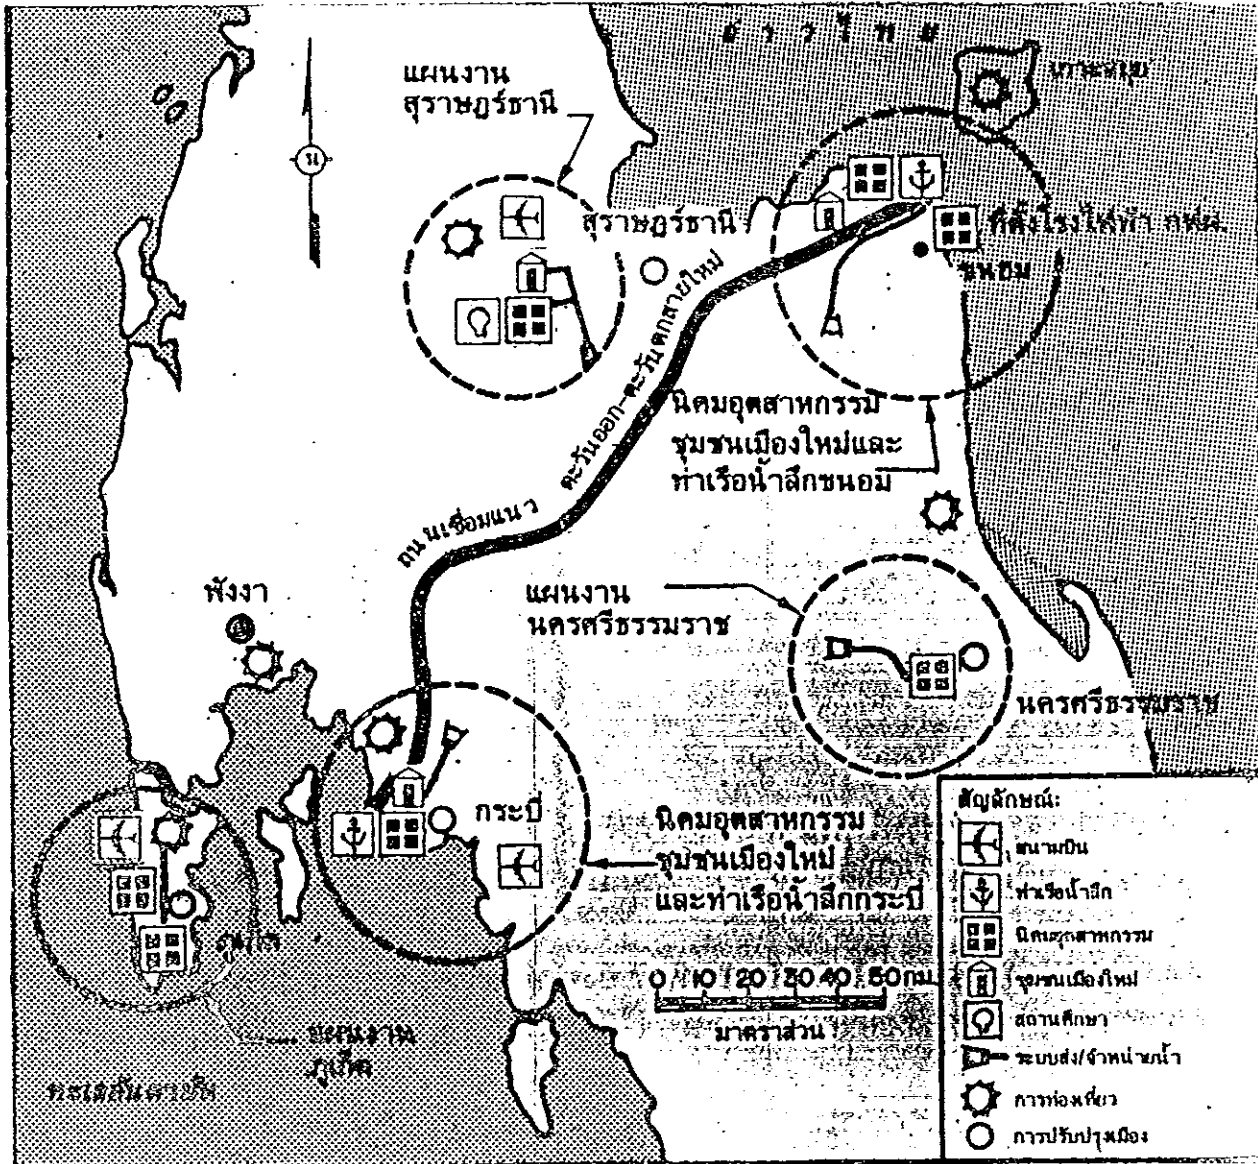 อ่าวไทย
เกาะสมุย
แผนงาน
สุราษฎร์ธานี
น
สุราษฎร์ธานี
ที่ตั้งโรงไฟฟ้า กฟผ.
ขนอม
ถนนเชื่อมแนว ตะวันออก-ตะวันตกสายใหม่
นิคมอุตสาหกรรม
ชุมชนเมืองใหม่และ
ท่าเรือน้ำลึกขนอม
พังงา
แผนงาน
นครศรีธรรมราช
นครศรีธรรมราช
กระบี่
นิคมอุตสาหกรรม
ชุมชนเมืองใหม่
และท่าเรือน้ำลึกกระบี่
ภูเก็ต
0 10 20 30 40 50 กม.
มาตราส่วน
แผนงาน
ภูเก็ต
ทะเลอันดามัน
สัญลักษณ์:
สนามบิน
ท่าเรือน้ำลึก
นิคมอุตสาหกรรม
ชุมชนเมืองใหม่
สถานศึกษา
ระบบส่ง/จำหน่ายน้ำ
การท่องเที่ยว
การปรับปรุงเมือง